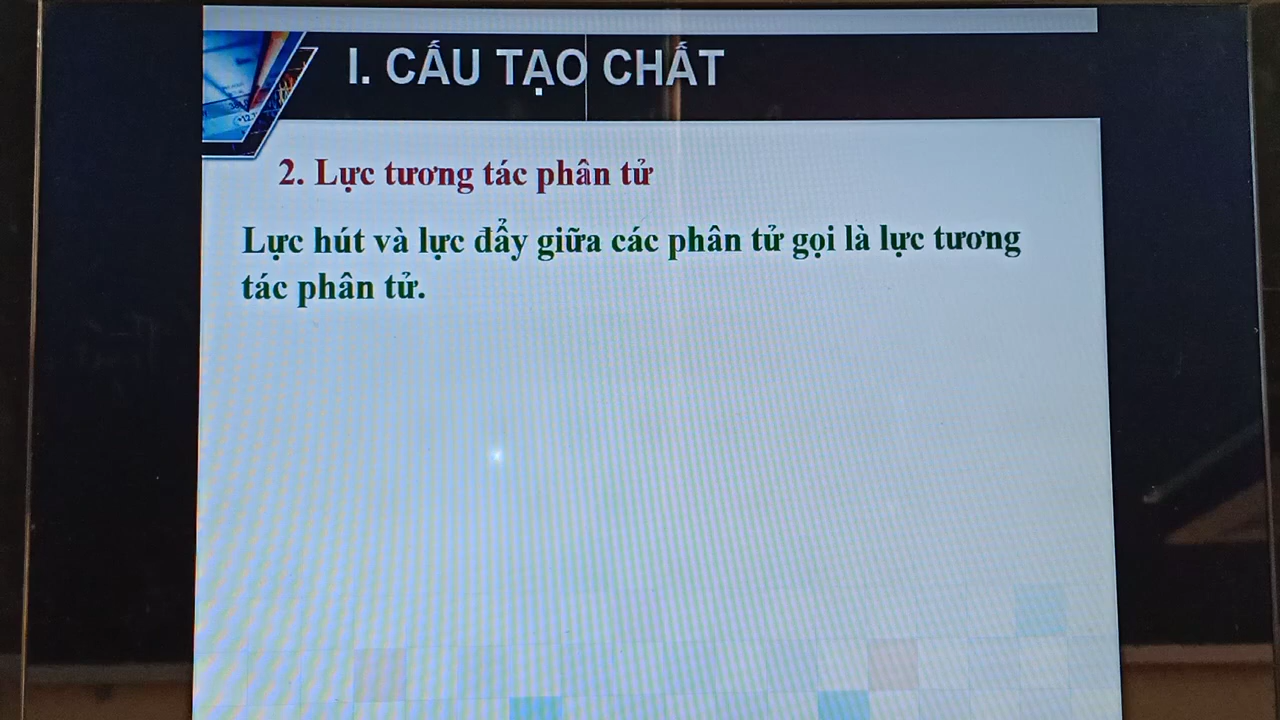 I. CẤU TẠO CHẤT
2. Lực tương tác phân tử
Lực hút và lực đẩy giữa các phân tử gọi là lực tương
tác phân tử.